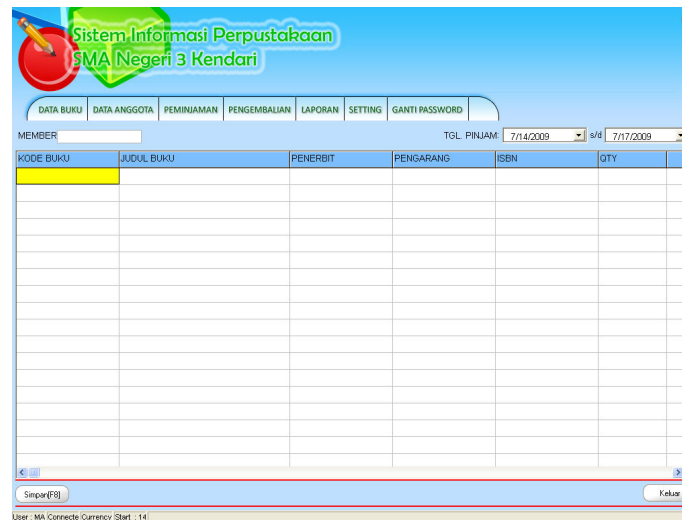 Sistem Informasi Perpustakaan
SMA Negeri 3 Kendari
DATA BUKU DATA ANGGOTA PEMINJAMAN PENGEMBALIAN LAPORAN SETTING GANTI PASSWORD
MEMBER TGL. PINJAM: 7/14/2009 s/d 7/17/2009
KODE BUKU JUDUL BUKU PENERBIT PENGARANG ISBN QTY
Simpan(F8) Keluar
User : MA Connecte Currency Start : 14